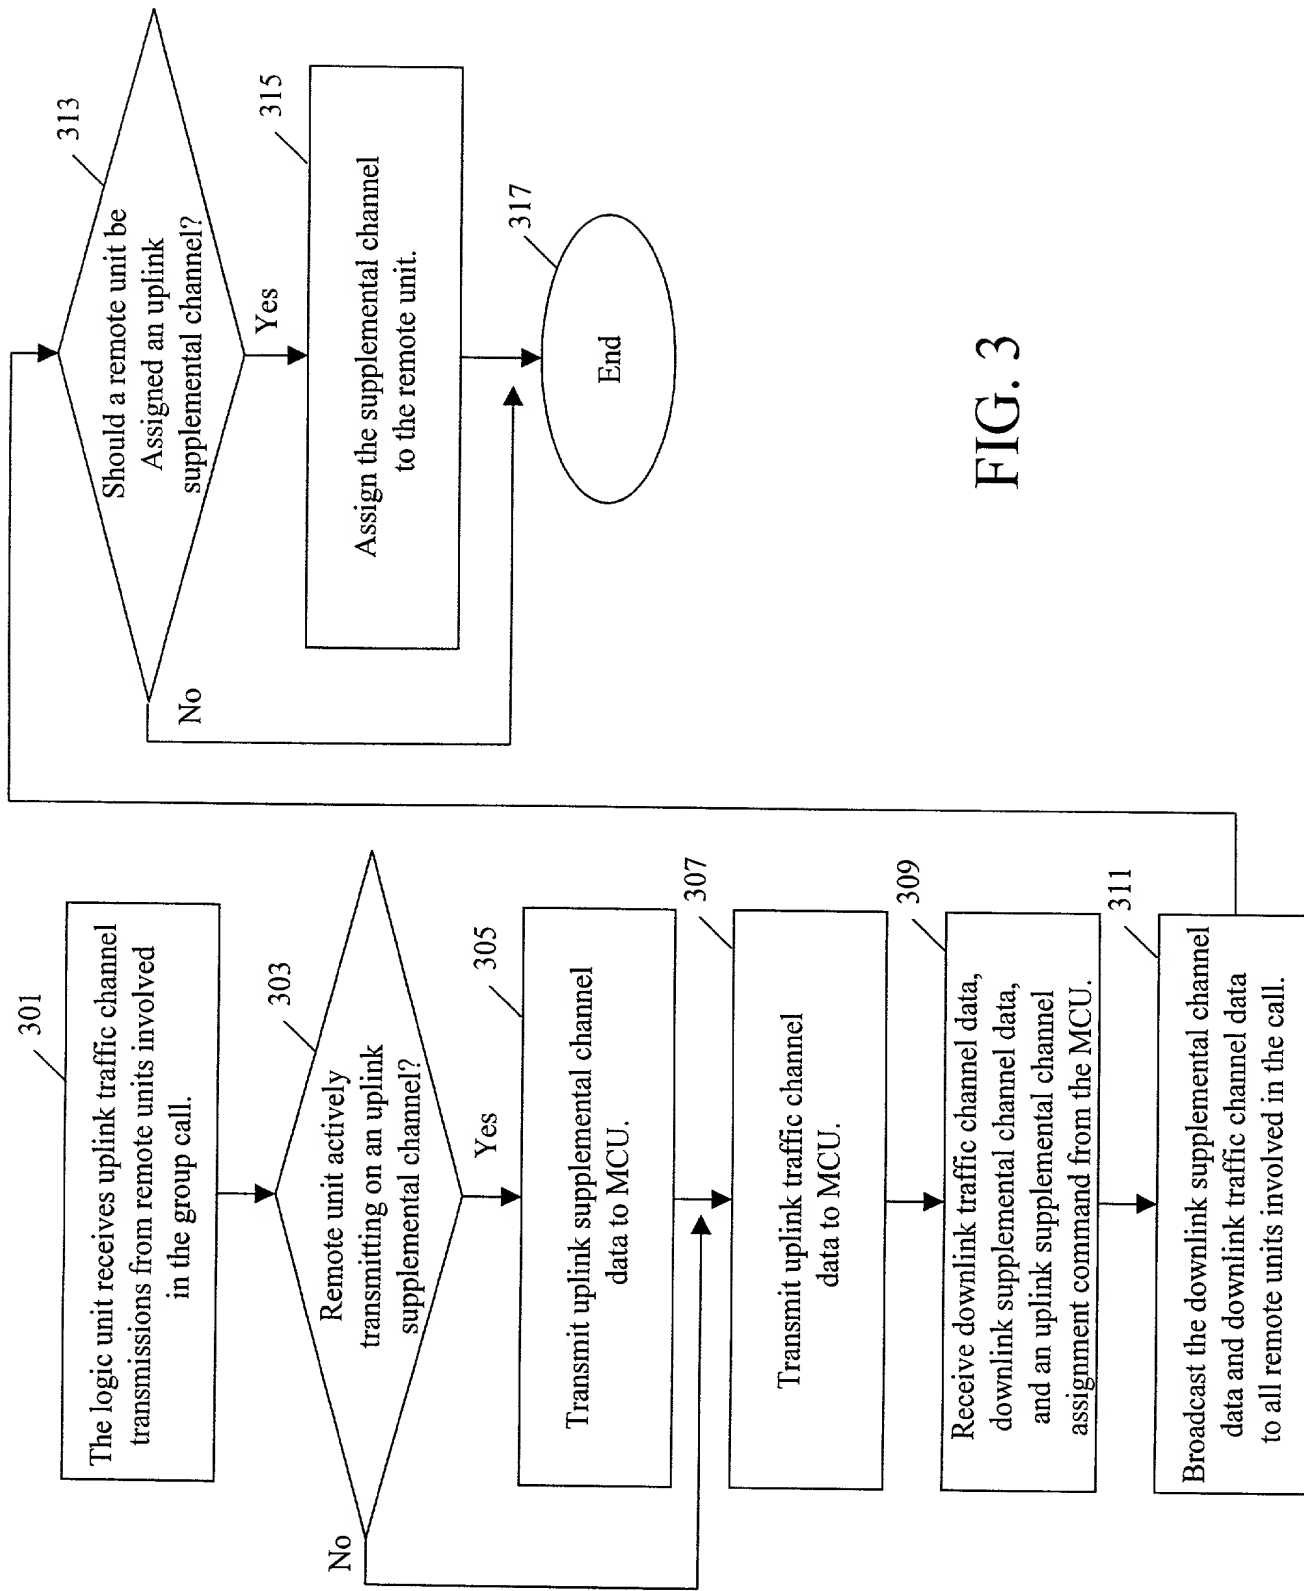 301
The logic unit receives uplink traffic channel
transmissions from remote units involved
in the group call.
303
Remote unit actively
transmitting on an uplink
supplemental channel?
No
Yes
305
Transmit uplink supplemental channel
data to MCU.
307
Transmit uplink traffic channel
data to MCU.
309
Receive downlink traffic channel data,
downlink supplemental channel data,
and an uplink supplemental channel
assignment command from the MCU.
311
Broadcast the downlink supplemental channel
data and downlink traffic channel data
to all remote units involved in the call.
313
Should a remote unit be
Assigned an uplink
supplemental channel?
No
Yes
315
Assign the supplemental channel
to the remote unit.
317
End
FIG. 3